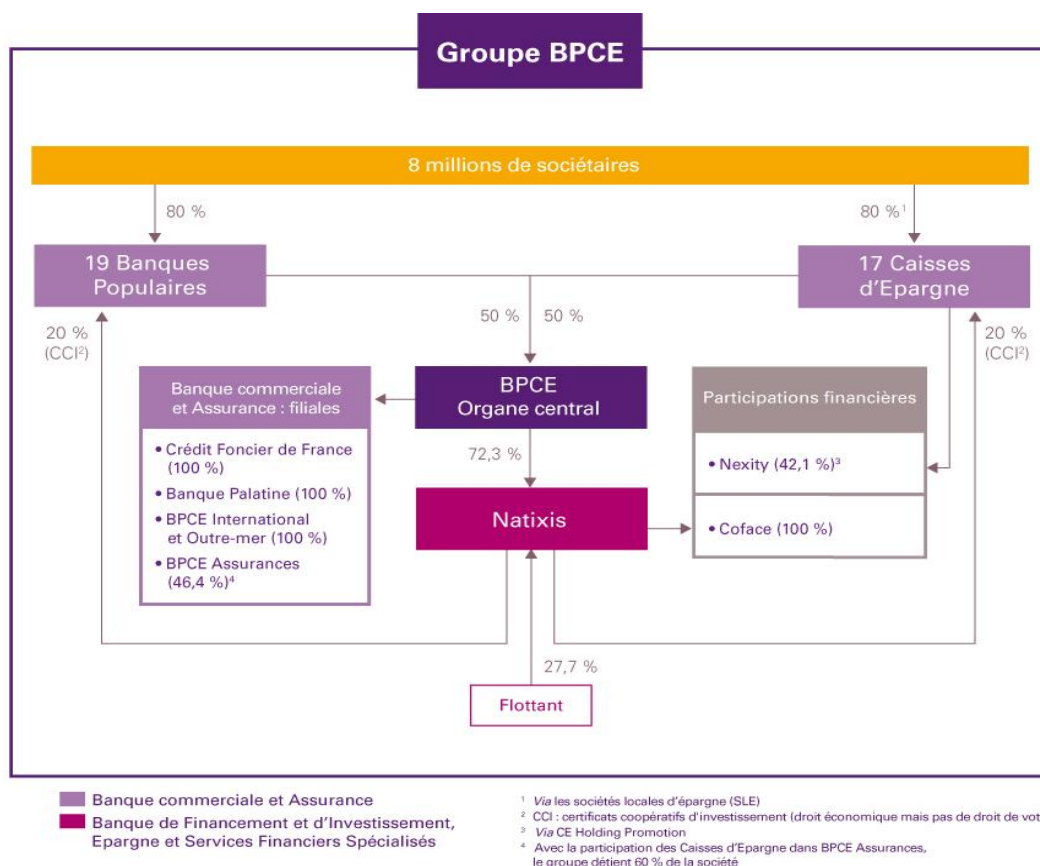 Groupe BPCE
8 millions de sociétaires
80 %
80 %¹
19 Banques
Populaires
17 Caisses
d'Epargne
20 %
(CCI²)
50 %
50 %
20 %
(CCI²)
Banque commerciale
et Assurance : filiales
• Crédit Foncier de France
(100 %)
• Banque Palatine (100 %)
• BPCE International
et Outre-mer (100 %)
• BPCE Assurances
(46,4 %)⁴
BPCE
Organe central
72,3 %
Natixis
Participations financières
• Nexity (42,1 %)³
• Coface (100 %)
27,7 %
Flottant
Banque commerciale et Assurance
Banque de Financement et d'Investissement,
Epargne et Services Financiers Spécialisés
¹ Via les sociétés locales d'épargne (SLE)
² CCI : certificats coopératifs d'investissement (droit économique mais pas de droit de vot
³ Via CE Holding Promotion
⁴ Avec la participation des Caisses d'Epargne dans BPCE Assurances,
le groupe détient 60 % de la société